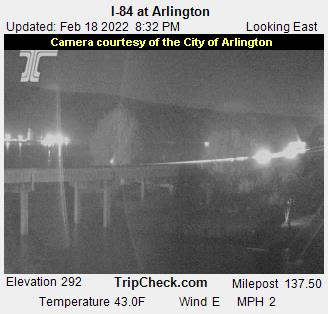 I-84 at Arlington
Updated: Feb 18 2022 8:32 PM Looking East
Camera courtesy of the City of Arlington
Elevation 292 TripCheck.com Milepost 137.50
Temperature 43.0F Wind E MPH 2